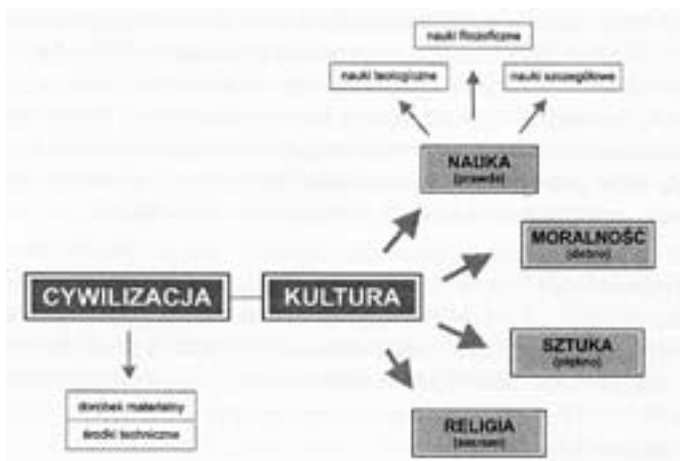 nauki filozoficzne
nauki teologiczne
nauki szczegółowe
NAUKA
(prawda)
MORALNOŚĆ
(dobro)
CYWILIZACJA
KULTURA
SZTUKA
(piękno)
dorobek materialny
środki techniczne
RELIGIA
(sacrum)